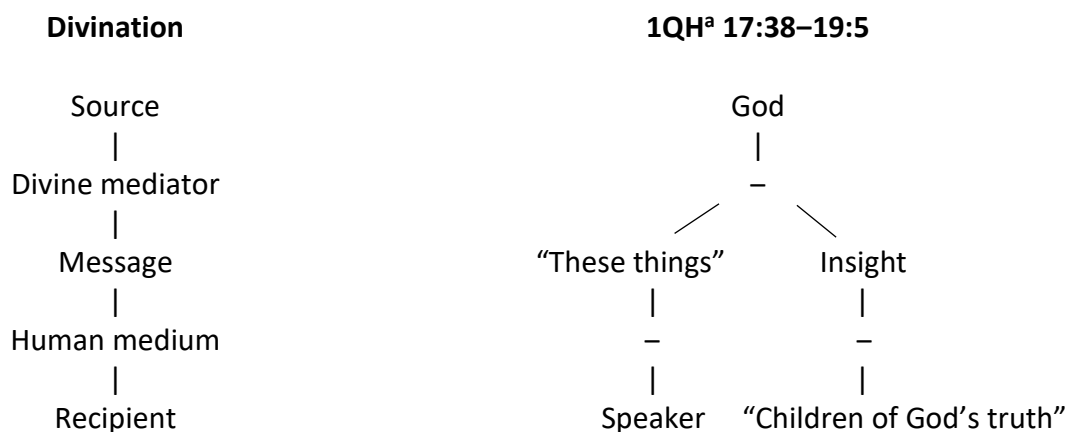 Divination 1QHᵃ 17:38–19:5
Source God
|  |
Divine mediator –
|
Message “These things” Insight
|  |  |
Human medium – –
|  |  |
Recipient Speaker “Children of God’s truth”